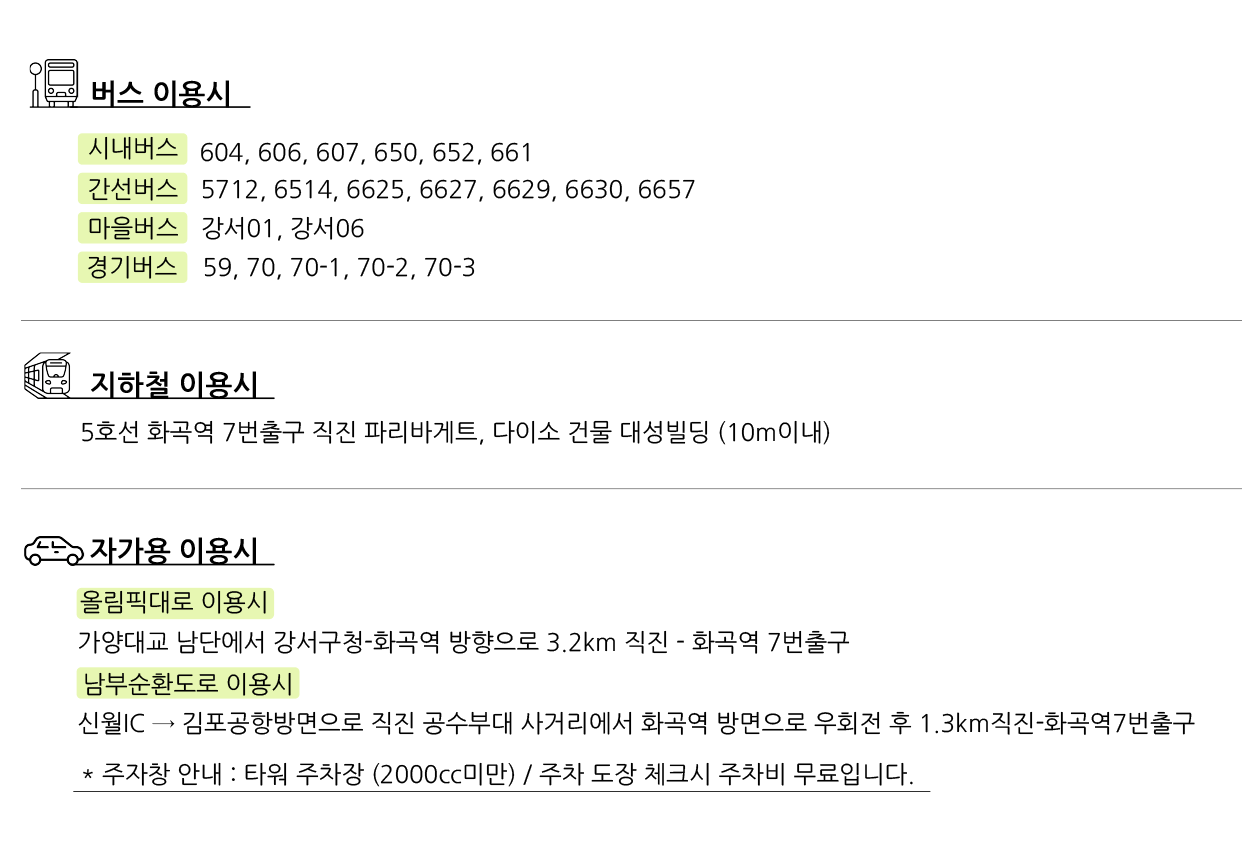 버스 이용시
시내버스 604, 606, 607, 650, 652, 661
간선버스 5712, 6514, 6625, 6627, 6629, 6630, 6657
마을버스 강서01, 강서06
경기버스 59, 70, 70-1, 70-2, 70-3
지하철 이용시
5호선 화곡역 7번출구 직진 파리바게트, 다이소 건물 대성빌딩 (10m이내)
자가용 이용시
올림픽대로 이용시
가양대교 남단에서 강서구청-화곡역 방향으로 3.2km 직진 - 화곡역 7번출구
남부순환도로 이용시
신월IC → 김포공항방면으로 직진 공수부대 사거리에서 화곡역 방면으로 우회전 후 1.3km직진-화곡역7번출구
* 주자창 안내 : 타워 주차장 (2000cc미만) / 주차 도장 체크시 주차비 무료입니다.